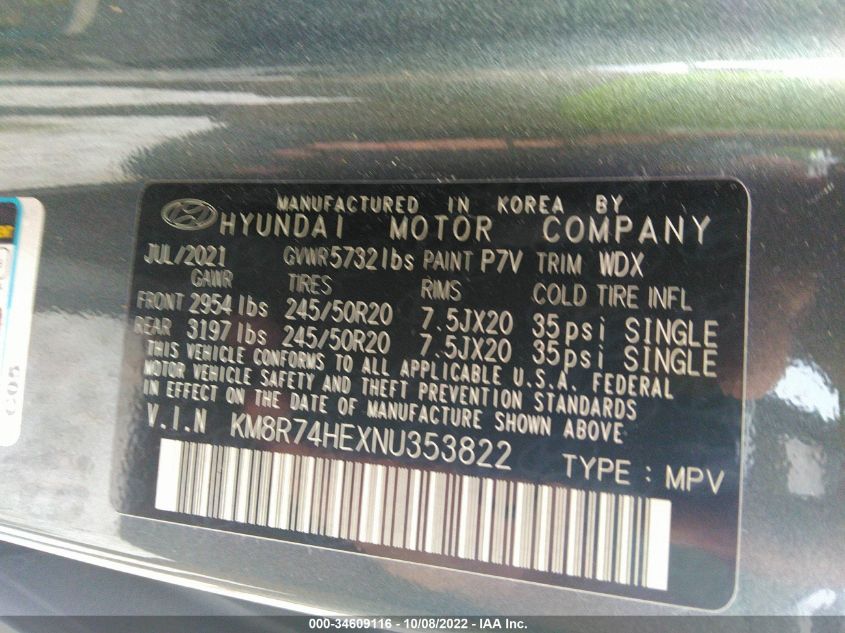 MANUFACTURED IN KOREA BY
HYUNDAI MOTOR COMPANY
JUL/2021 GVWR5732lbs PAINT P7V TRIM WDX
GAWR TIRES RIMS COLD TIRE INFL
FRONT 2954lbs 245/50R20 7.5JX20 35psi SINGLE
REAR 3197lbs 245/50R20 7.5JX20 35psi SINGLE
THIS VEHICLE CONFORMS TO ALL APPLICABLE U.S.A. FEDERAL
MOTOR VEHICLE SAFETY AND THEFT PREVENTION STANDARDS
IN EFFECT ON THE DATE OF MANUFACTURE SHOWN ABOVE.
V.I.N KM8R74HEXNU353822
TYPE : MPV
C05
000-34609116 - 10/08/2022 - IAA Inc.